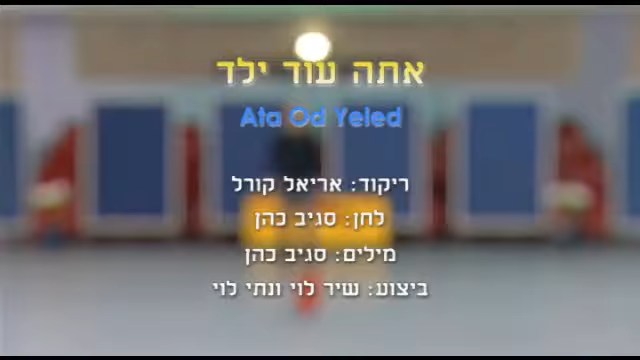 אתה עוד ילד
Ata Od Yeled
ריקוד: אריאל קורל
לחן: סגיב כהן
מילים: סגיב כהן
ביצוע: שיר לוי ונתי לוי